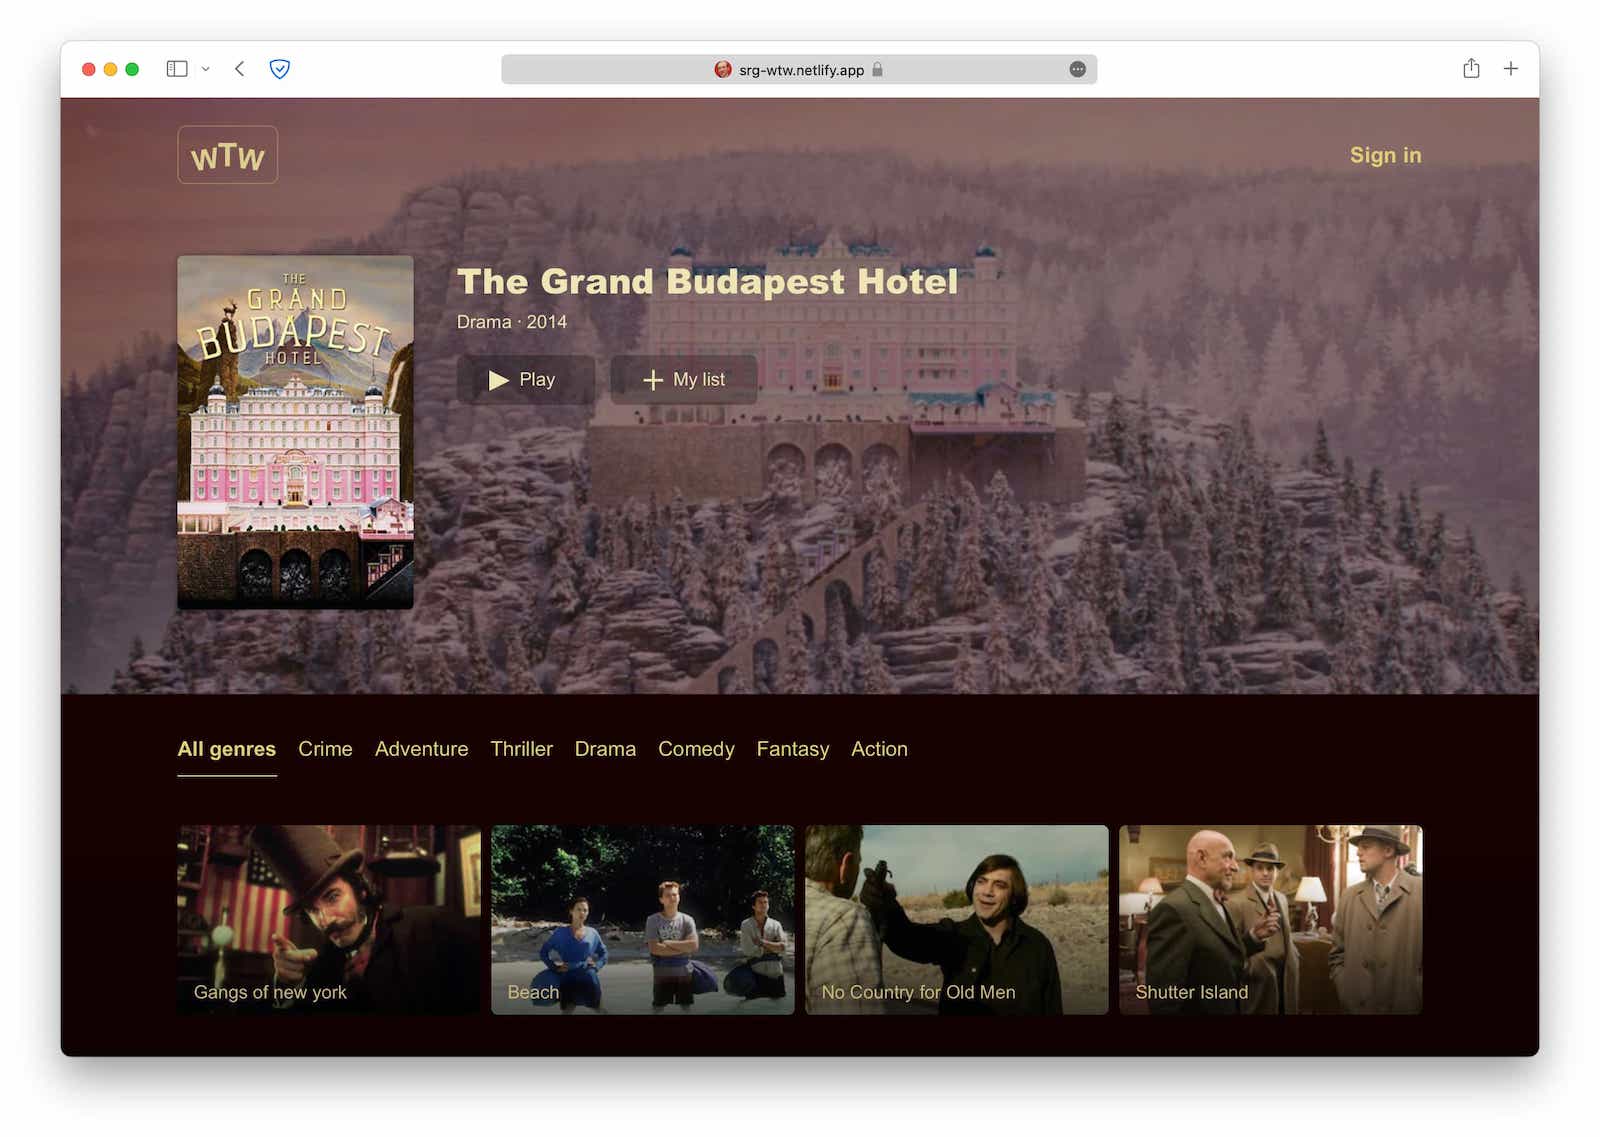 srg-wtw.netlify.app
WTW
Sign in
THE
GRAND
BUDAPEST
HOTEL
The Grand Budapest Hotel
Drama · 2014
Play
My list
All genres Crime Adventure Thriller Drama Comedy Fantasy Action
Gangs of new york
Beach
No Country for Old Men
Shutter Island